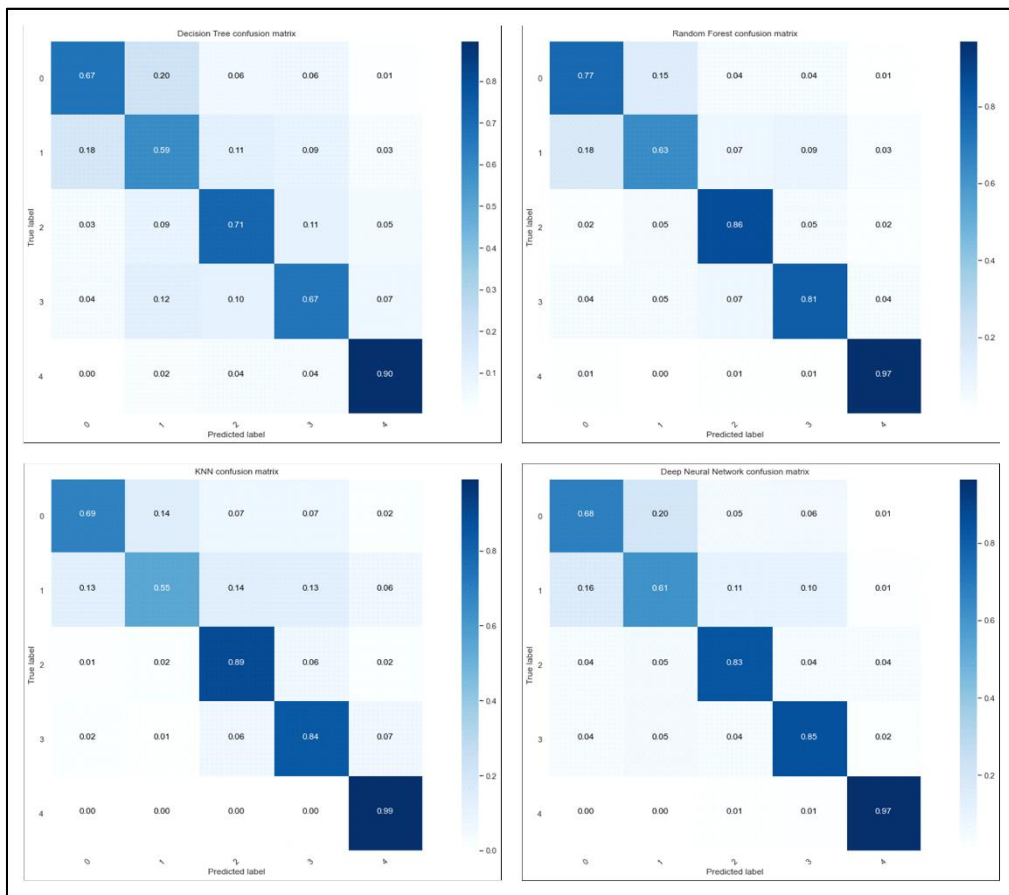 Decision Tree confusion matrix
0 0.67 0.20 0.06 0.06 0.01
1 0.18 0.59 0.11 0.09 0.03
2 0.03 0.09 0.71 0.11 0.05
3 0.04 0.12 0.10 0.67 0.07
4 0.00 0.02 0.04 0.04 0.90
0 1 2 3 4
True label
Predicted label
0.8
0.7
0.6
0.5
0.4
0.3
0.2
0.1
Random Forest confusion matrix
0 0.77 0.15 0.04 0.04 0.01
1 0.18 0.63 0.07 0.09 0.03
2 0.02 0.05 0.86 0.05 0.02
3 0.04 0.05 0.07 0.81 0.04
4 0.01 0.00 0.01 0.01 0.97
0 1 2 3 4
True label
Predicted label
0.8
0.6
0.4
0.2
KNN confusion matrix
0 0.69 0.14 0.07 0.07 0.02
1 0.13 0.55 0.14 0.13 0.06
2 0.01 0.02 0.89 0.06 0.02
3 0.02 0.01 0.06 0.84 0.07
4 0.00 0.00 0.00 0.00 0.99
0 1 2 3 4
True label
Predicted label
0.8
0.6
0.4
0.2
0.0
Deep Neural Network confusion matrix
0 0.68 0.20 0.05 0.06 0.01
1 0.16 0.61 0.11 0.10 0.01
2 0.04 0.05 0.83 0.04 0.04
3 0.04 0.05 0.04 0.85 0.02
4 0.00 0.00 0.01 0.01 0.97
0 1 2 3 4
True label
Predicted label
0.8
0.6
0.4
0.2